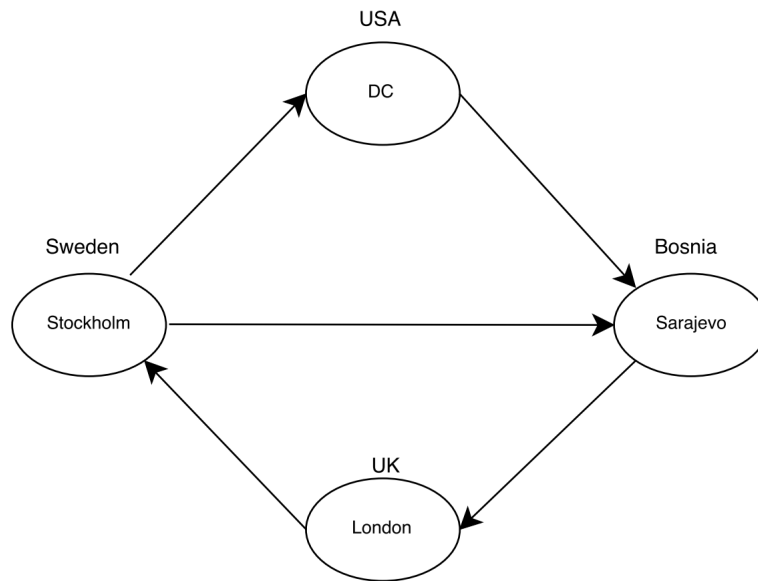 USA
DC
Sweden
Bosnia
Stockholm
Sarajevo
UK
London